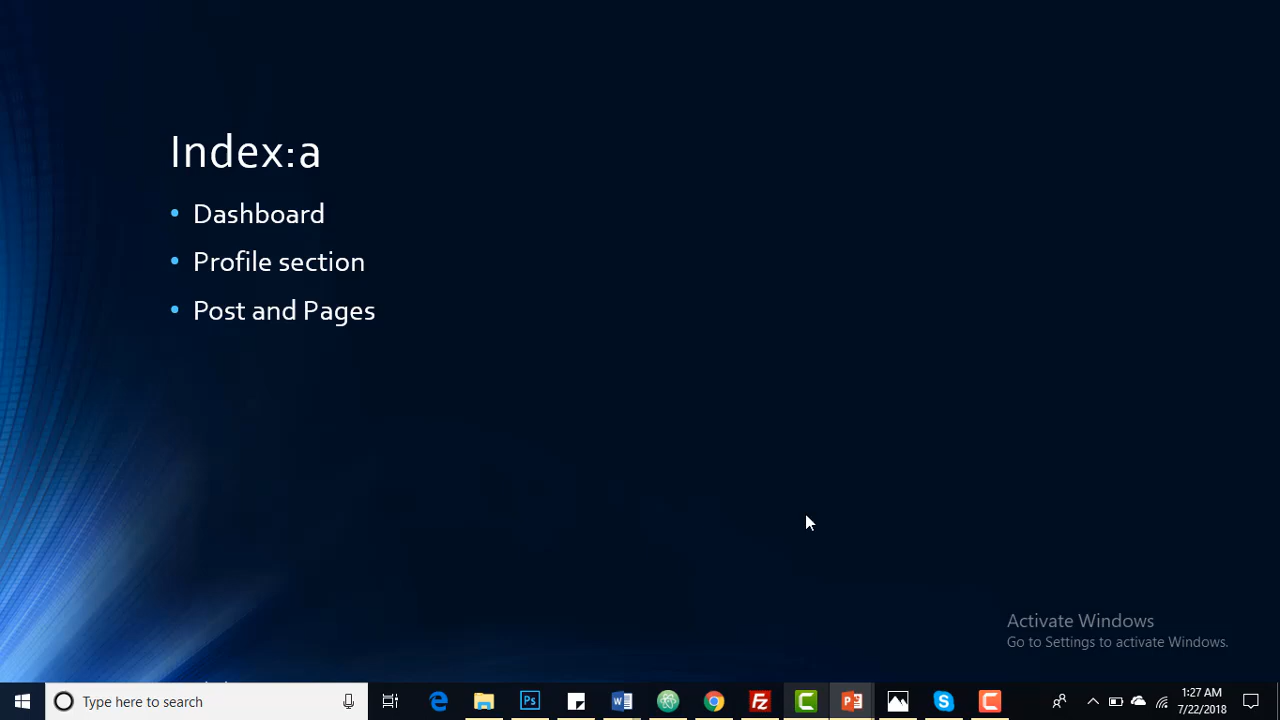 Index:a
• Dashboard
• Profile section
• Post and Pages
Activate Windows
Go to Settings to activate Windows.
Type here to search
1:27 AM
7/22/2018